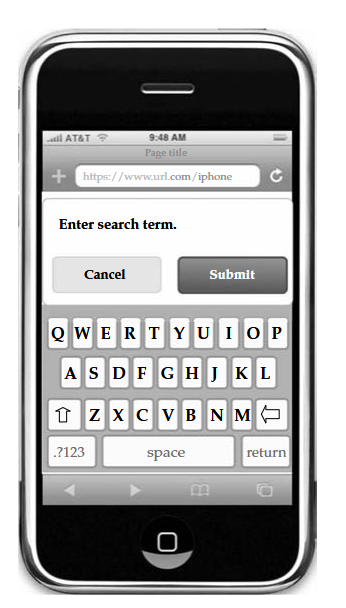 AT&T 9:48 AM
Page title
https://www.url.com/iphone
Enter search term.
Cancel Submit
Q W E R T Y U I O P
A S D F G H J K L
Z X C V B N M
.?123 space return